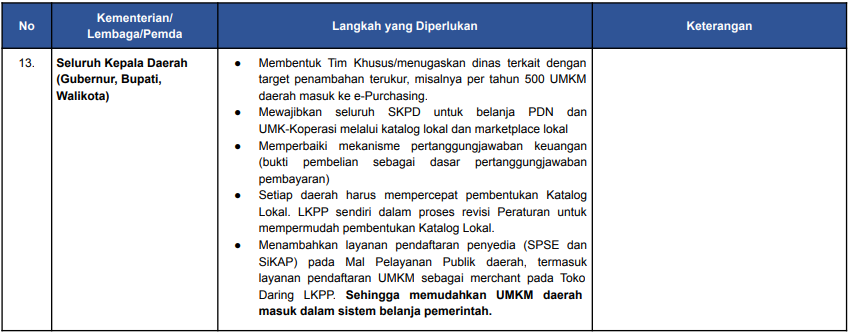 No
Kementerian/
Lembaga/Pemda
Langkah yang Diperlukan
Keterangan
13.
Seluruh Kepala Daerah
(Gubernur, Bupati,
Walikota)
● Membentuk Tim Khusus/menugaskan dinas terkait dengan
target penambahan terukur, misalnya per tahun 500 UMKM
daerah masuk ke e-Purchasing.
● Mewajibkan seluruh SKPD untuk belanja PDN dan
UMK-Koperasi melalui katalog lokal dan marketplace lokal
● Memperbaiki mekanisme pertanggungjawaban keuangan
(bukti pembelian sebagai dasar pertanggungjawaban
pembayaran)
● Setiap daerah harus mempercepat pembentukan Katalog
Lokal. LKPP sendiri dalam proses revisi Peraturan untuk
mempermudah pembentukan Katalog Lokal.
● Menambahkan layanan pendaftaran penyedia (SPSE dan
SiKAP) pada Mal Pelayanan Publik daerah, termasuk
layanan pendaftaran UMKM sebagai merchant pada Toko
Daring LKPP. Sehingga memudahkan UMKM daerah
masuk dalam sistem belanja pemerintah.